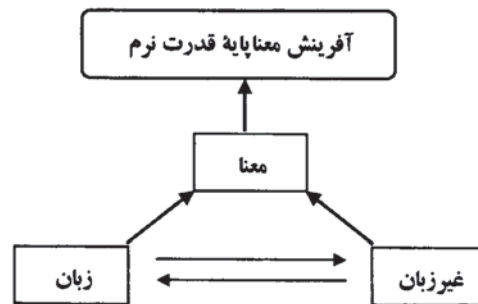 آفرینش معناپایهٔ قدرت نرم
معنا
غیرزبان
زبان